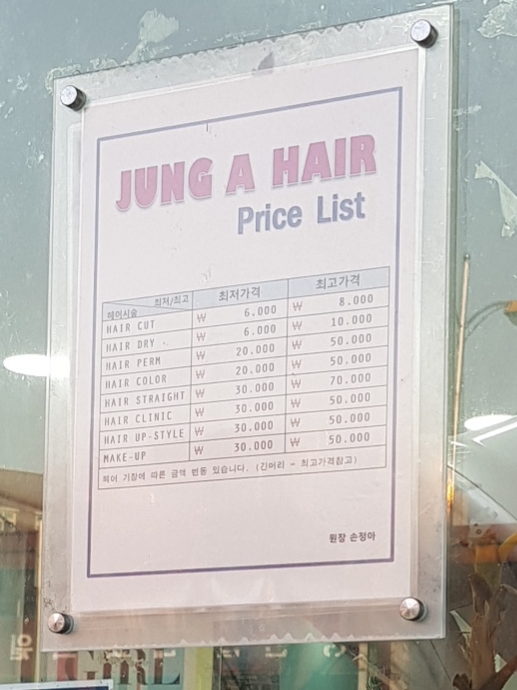 JUNG A HAIR
Price List
최저/최고
헤어시술 최저가격 최고가격
HAIR CUT ₩ 6.000 ₩ 8.000
HAIR DRY ₩ 6.000 ₩ 10.000
HAIR PERM ₩ 20.000 ₩ 50.000
HAIR COLOR ₩ 20.000 ₩ 50.000
HAIR STRAIGHT ₩ 30.000 ₩ 70.000
HAIR CLINIC ₩ 30.000 ₩ 50.000
HAIR UP-STYLE ₩ 30.000 ₩ 50.000
MAKE-UP ₩ 30.000 ₩ 50.000
헤어 기장에 따른 금액 변동 있습니다. (긴머리 - 최고가격참고)
원장 손정아